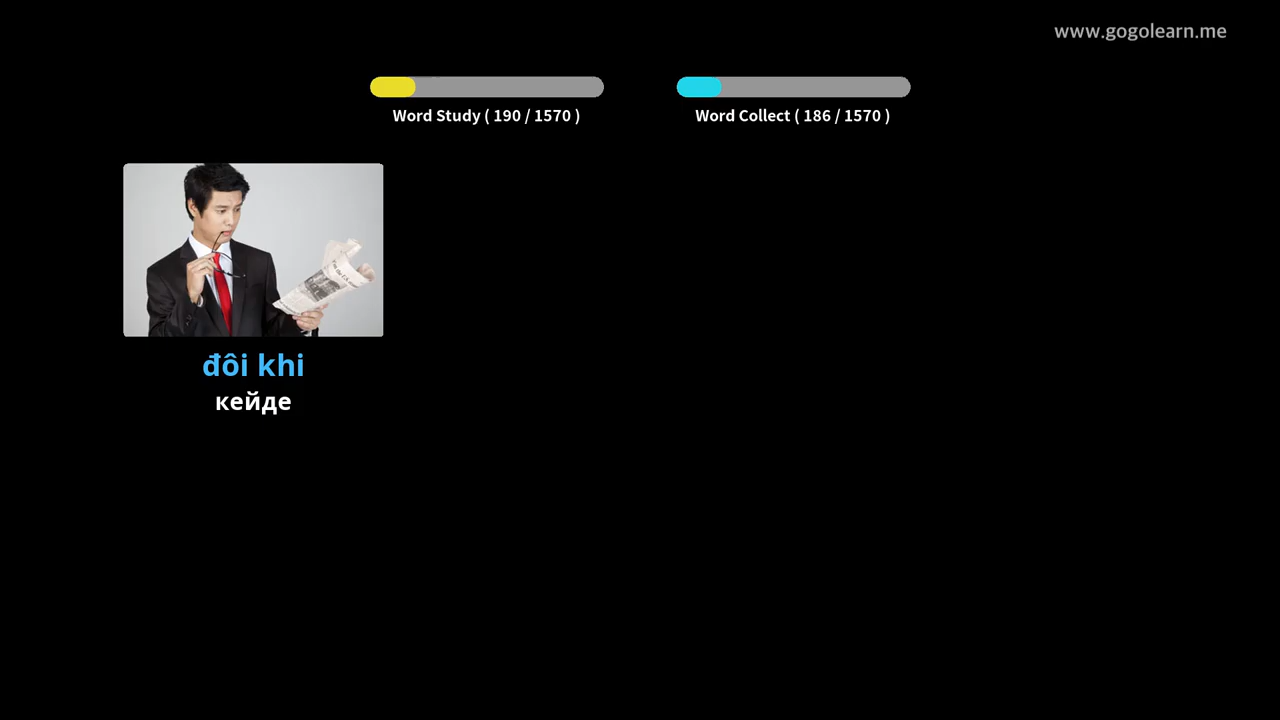 www.gogolearn.me
Word Study ( 190 / 1570 )
Word Collect ( 186 / 1570 )
đôi khi
кейде